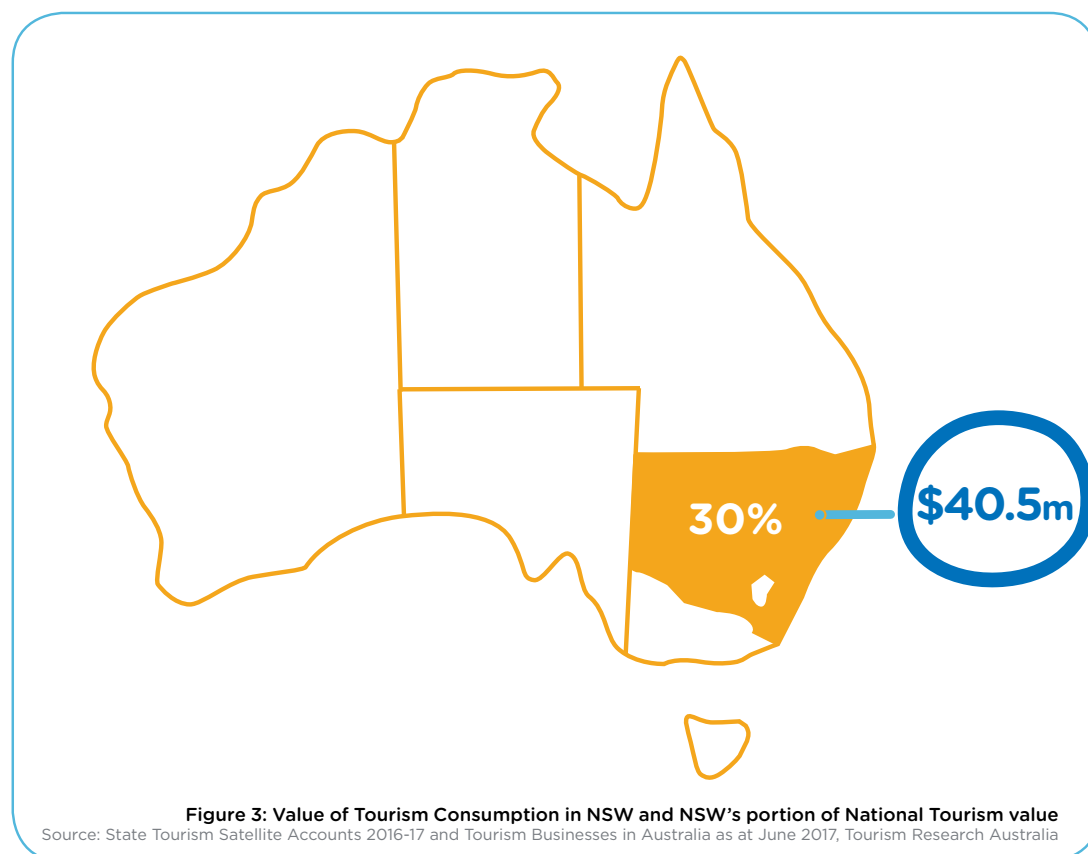 30%
$40.5m
Figure 3: Value of Tourism Consumption in NSW and NSW's portion of National Tourism value
Source: State Tourism Satellite Accounts 2016-17 and Tourism Businesses in Australia as at June 2017, Tourism Research Australia